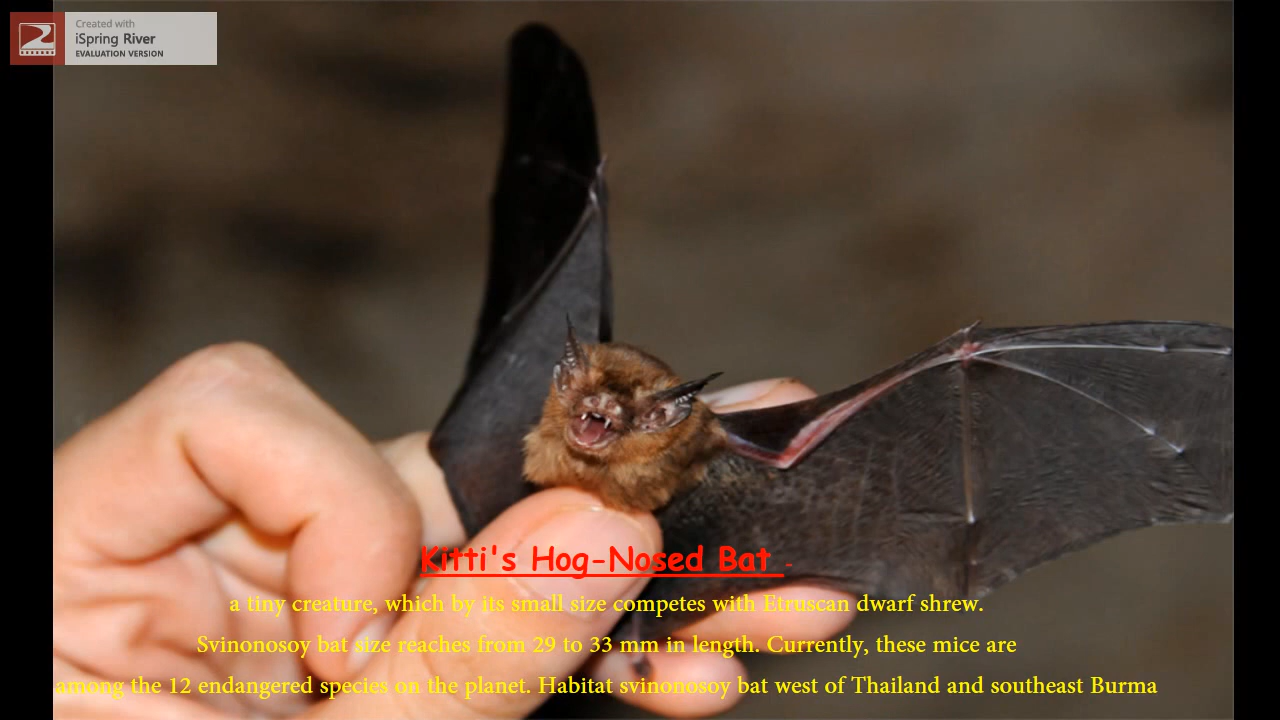 Created with
iSpring River
EVALUATION VERSION
Kitti's Hog-Nosed Bat -
a tiny creature, which by its small size competes with Etruscan dwarf shrew.
Svinonosoy bat size reaches from 29 to 33 mm in length. Currently, these mice are
among the 12 endangered species on the planet. Habitat svinonosoy bat west of Thailand and southeast Burma